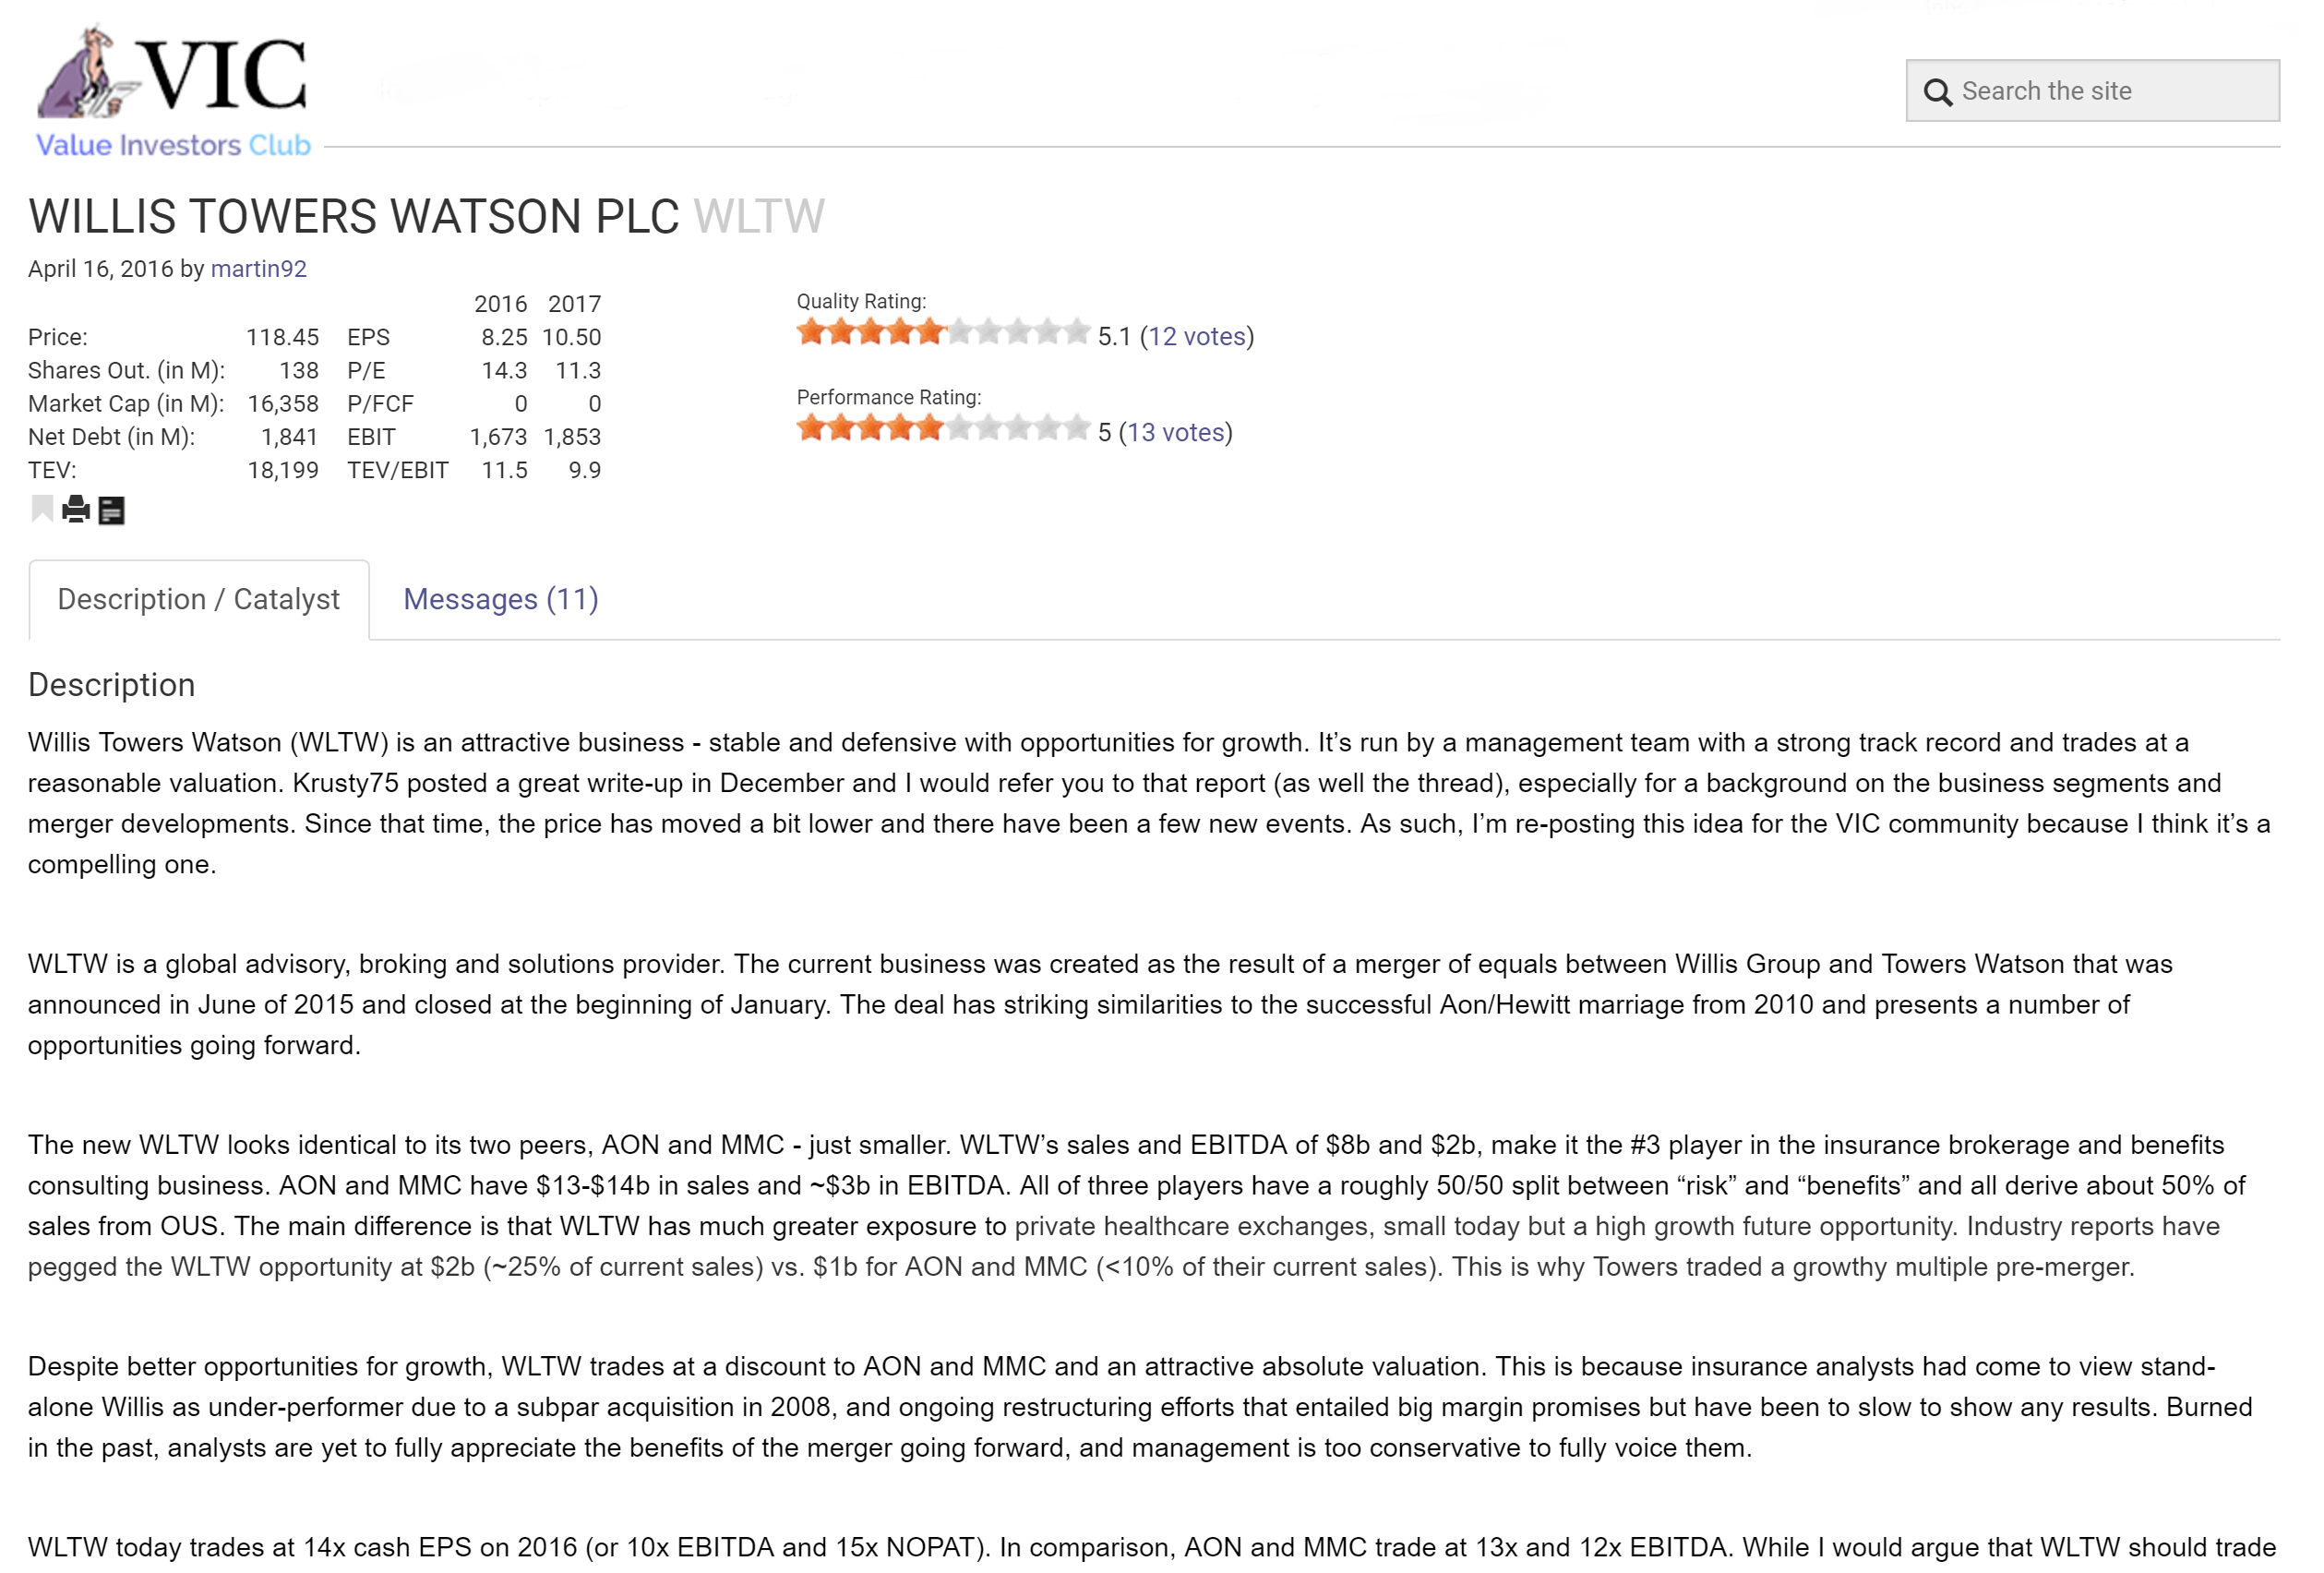 VIC
Value Investors Club
Search the site
WILLIS TOWERS WATSON PLC WLTW
April 16, 2016 by martin92
2016 2017
Price: 118.45 EPS 8.25 10.50
Shares Out. (in M): 138 P/E 14.3 11.3
Market Cap (in M): 16,358 P/FCF 0 0
Net Debt (in M): 1,841 EBIT 1,673 1,853
TEV: 18,199 TEV/EBIT 11.5 9.9
Quality Rating:
5.1 (12 votes)
Performance Rating:
5 (13 votes)
Description / Catalyst Messages (11)
Description
Willis Towers Watson (WLTW) is an attractive business - stable and defensive with opportunities for growth. It’s run by a management team with a strong track record and trades at a
reasonable valuation. Krusty75 posted a great write-up in December and I would refer you to that report (as well the thread), especially for a background on the business segments and
merger developments. Since that time, the price has moved a bit lower and there have been a few new events. As such, I’m re-posting this idea for the VIC community because I think it’s a
compelling one.
WLTW is a global advisory, broking and solutions provider. The current business was created as the result of a merger of equals between Willis Group and Towers Watson that was
announced in June of 2015 and closed at the beginning of January. The deal has striking similarities to the successful Aon/Hewitt marriage from 2010 and presents a number of
opportunities going forward.
The new WLTW looks identical to its two peers, AON and MMC - just smaller. WLTW’s sales and EBITDA of $8b and $2b, make it the #3 player in the insurance brokerage and benefits
consulting business. AON and MMC have $13-$14b in sales and ~$3b in EBITDA. All of three players have a roughly 50/50 split between “risk” and “benefits” and all derive about 50% of
sales from OUS. The main difference is that WLTW has much greater exposure to private healthcare exchanges, small today but a high growth future opportunity. Industry reports have
pegged the WLTW opportunity at $2b (~25% of current sales) vs. $1b for AON and MMC (<10% of their current sales). This is why Towers traded a growthy multiple pre-merger.
Despite better opportunities for growth, WLTW trades at a discount to AON and MMC and an attractive absolute valuation. This is because insurance analysts had come to view stand-
alone Willis as under-performer due to a subpar acquisition in 2008, and ongoing restructuring efforts that entailed big margin promises but have been to slow to show any results. Burned
in the past, analysts are yet to fully appreciate the benefits of the merger going forward, and management is too conservative to fully voice them.
WLTW today trades at 14x cash EPS on 2016 (or 10x EBITDA and 15x NOPAT). In comparison, AON and MMC trade at 13x and 12x EBITDA. While I would argue that WLTW should trade